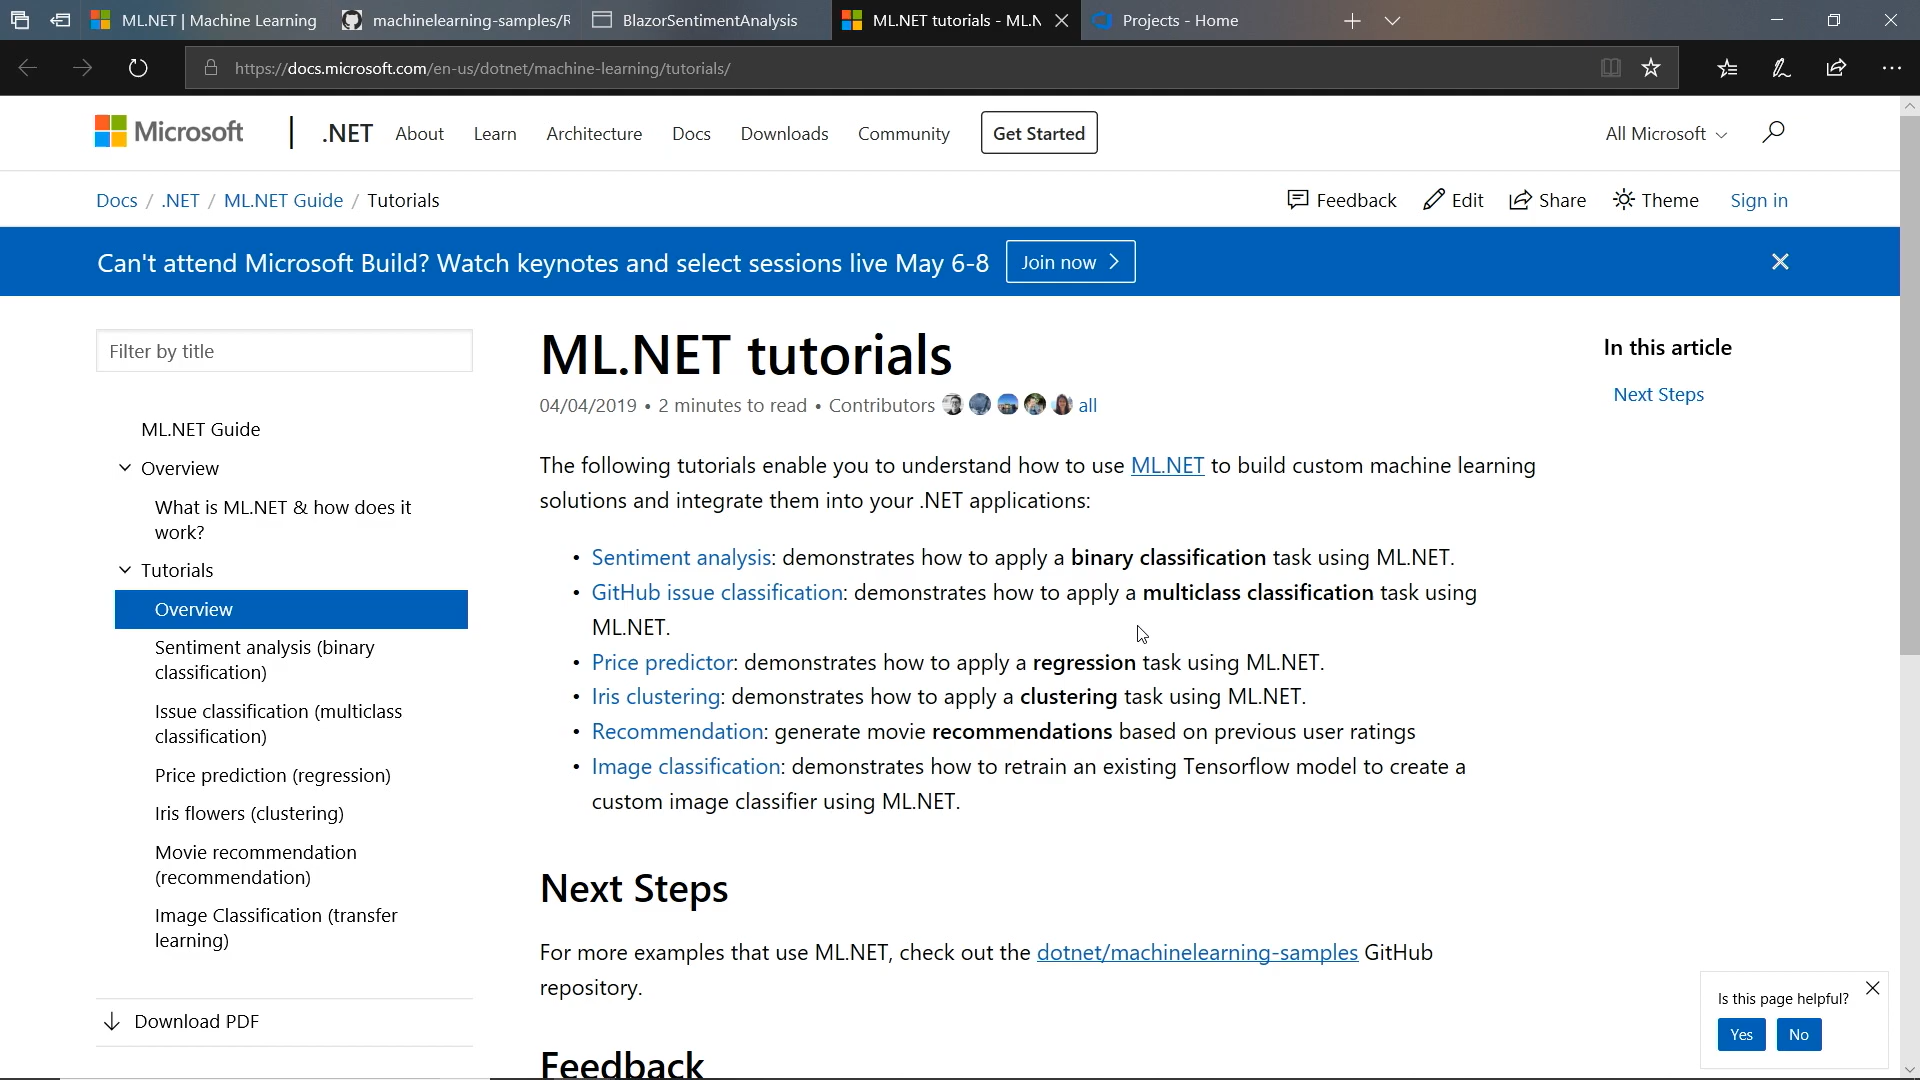 ML.NET | Machine Learning
machinelearning-samples/R
BlazorSentimentAnalysis
ML.NET tutorials - ML.N
Projects - Home
https://docs.microsoft.com/en-us/dotnet/machine-learning/tutorials/
Microsoft
.NET
About
Learn
Architecture
Docs
Downloads
Community
Get Started
All Microsoft
Docs / .NET / ML.NET Guide / Tutorials
Feedback
Edit
Share
Theme
Sign in
Can't attend Microsoft Build? Watch keynotes and select sessions live May 6-8
Join now
Filter by title
ML.NET Guide
Overview
What is ML.NET & how does it
work?
Tutorials
Overview
Sentiment analysis (binary
classification)
Issue classification (multiclass
classification)
Price prediction (regression)
Iris flowers (clustering)
Movie recommendation
(recommendation)
Image Classification (transfer
learning)
Download PDF
ML.NET tutorials
04/04/2019 • 2 minutes to read • Contributors all
The following tutorials enable you to understand how to use ML.NET to build custom machine learning
solutions and integrate them into your .NET applications:
• Sentiment analysis: demonstrates how to apply a binary classification task using ML.NET.
• GitHub issue classification: demonstrates how to apply a multiclass classification task using
ML.NET.
• Price predictor: demonstrates how to apply a regression task using ML.NET.
• Iris clustering: demonstrates how to apply a clustering task using ML.NET.
• Recommendation: generate movie recommendations based on previous user ratings
• Image classification: demonstrates how to retrain an existing Tensorflow model to create a
custom image classifier using ML.NET.
Next Steps
For more examples that use ML.NET, check out the dotnet/machinelearning-samples GitHub
repository.
Feedback
In this article
Next Steps
Is this page helpful?
Yes
No